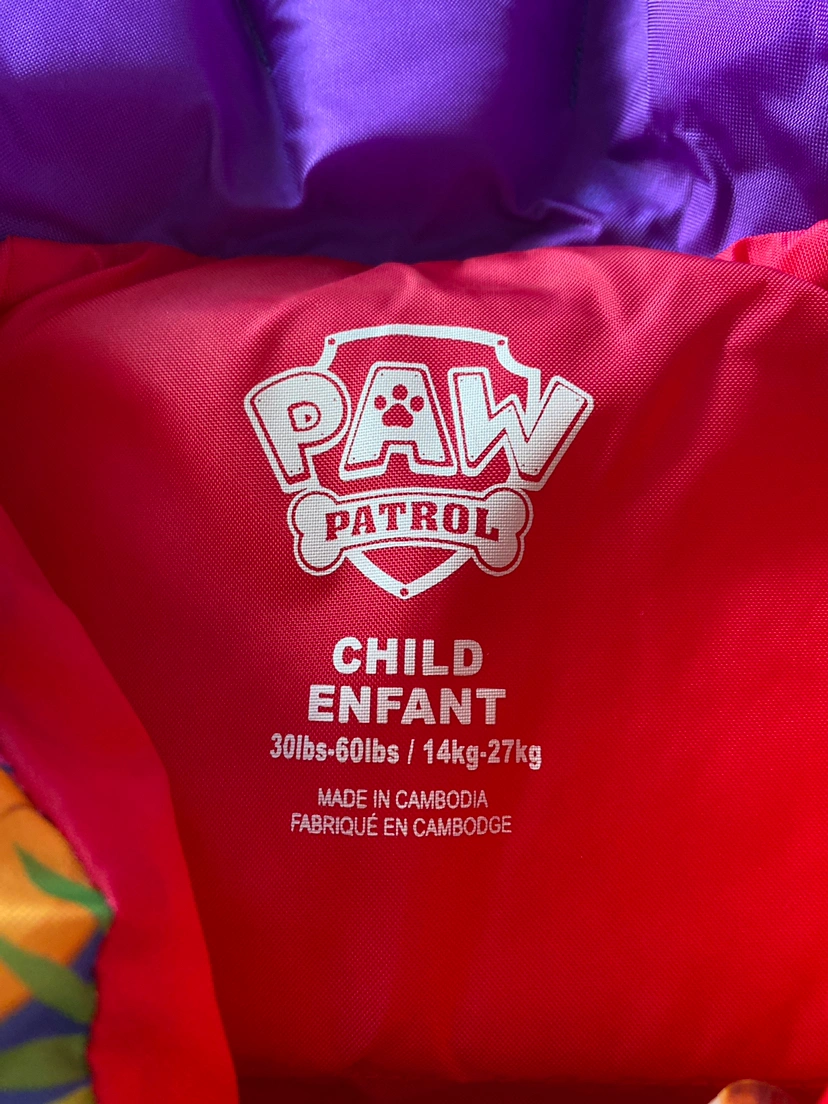 PAW
PATROL
CHILD
ENFANT
30lbs-60lbs / 14kg-27kg
MADE IN CAMBODIA
FABRIQUÉ EN CAMBODGE